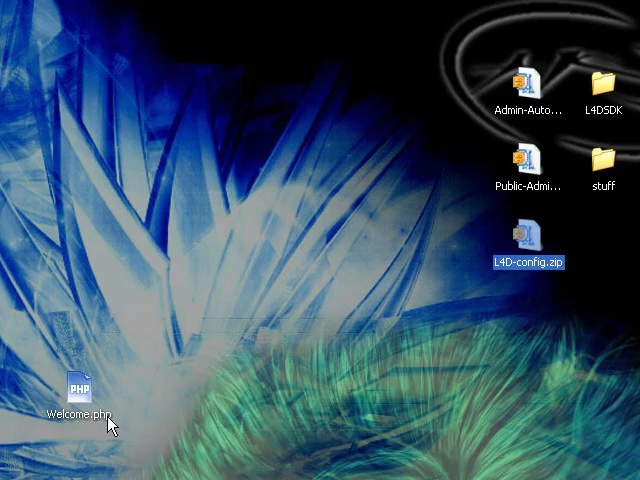 Admin-Auto...
L4DSDK
Public-Admi...
stuff
L4D-config.zip
PHP
Welcome.php